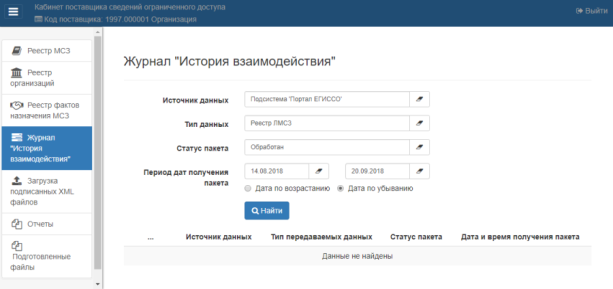 Кабинет поставщика сведений ограниченного доступа
Код поставщика: 1997.000001 Организация
Выйти
Реестр МСЗ
Реестр
организаций
Реестр фактов
назначения МСЗ
Журнал
"История
взаимодействия"
Загрузка
подписанных XML
файлов
Отчеты
Подготовленные
файлы
Журнал "История взаимодействия"
Источник данных
Подсистема 'Портал ЕГИССО'
Тип данных
Реестр ЛМСЗ
Статус пакета
Обработан
Период дат получения
пакета
14.08.2018
20.09.2018
Дата по возрастанию
Дата по убыванию
Найти
... Источник данных Тип передаваемых данных Статус пакета Дата и время получения пакета
Данные не найдены